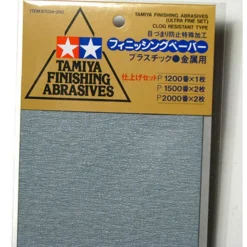 TAMIYA FINISHING ABRASIVES
(ULTRA FINE SET)
CLOG RESISTANT TYPE
目づまり防止特殊加工
フィニッシングペーパー
プラスチック●金属用
仕上げセット P1200番×1枚
P1500番×2枚
P2000番×2枚
TAMIYA
FINISHING
ABRASIVES